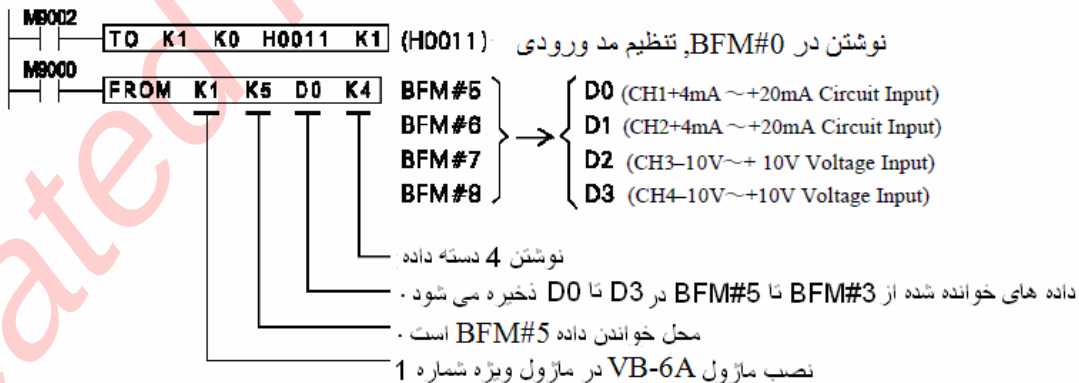 M9002
TO K1 K0 H0011 K1 (H0011) نوشتن در BFM#0, تنظیم مد ورودی
M9000
FROM K1 K5 D0 K4 BFM#5 D0 (CH1+4mA～+20mA Circuit Input)
BFM#6 D1 (CH2+4mA～+20mA Circuit Input)
BFM#7 D2 (CH3–10V～+ 10V Voltage Input)
BFM#8 D3 (CH4–10V～+10V Voltage Input)
نوشتن 4 دسته داده
داده های خوانده شده از BFM#3 تا BFM#5 در D3 تا D0 ذخیره می شود .
محل خواندن داده BFM#5 است .
نصب ماژول VB-6A در ماژول ویژه شماره 1
ated